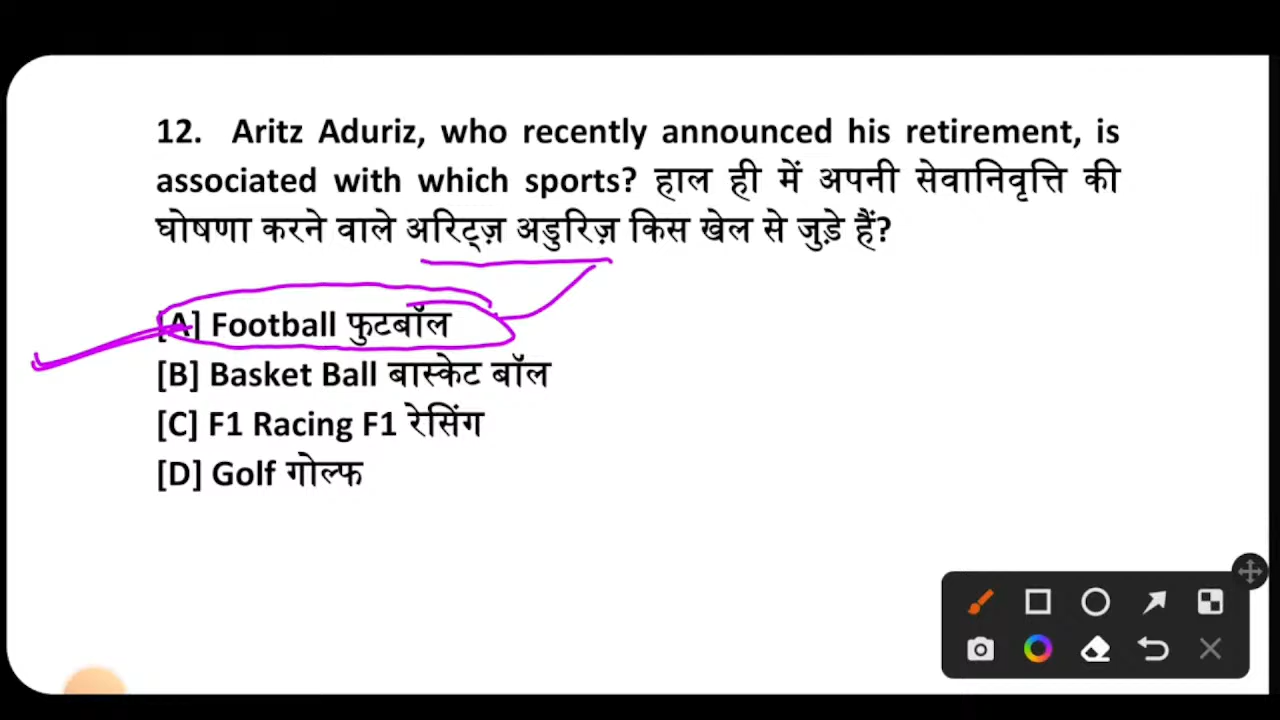 12. Aritz Aduriz, who recently announced his retirement, is
associated with which sports? हाल ही में अपनी सेवानिवृत्ति की
घोषणा करने वाले अरिट्ज़ अडुरिज़ किस खेल से जुड़े हैं?
[A] Football फुटबॉल
[B] Basket Ball बास्केट बॉल
[C] F1 Racing F1 रेसिंग
[D] Golf गोल्फ